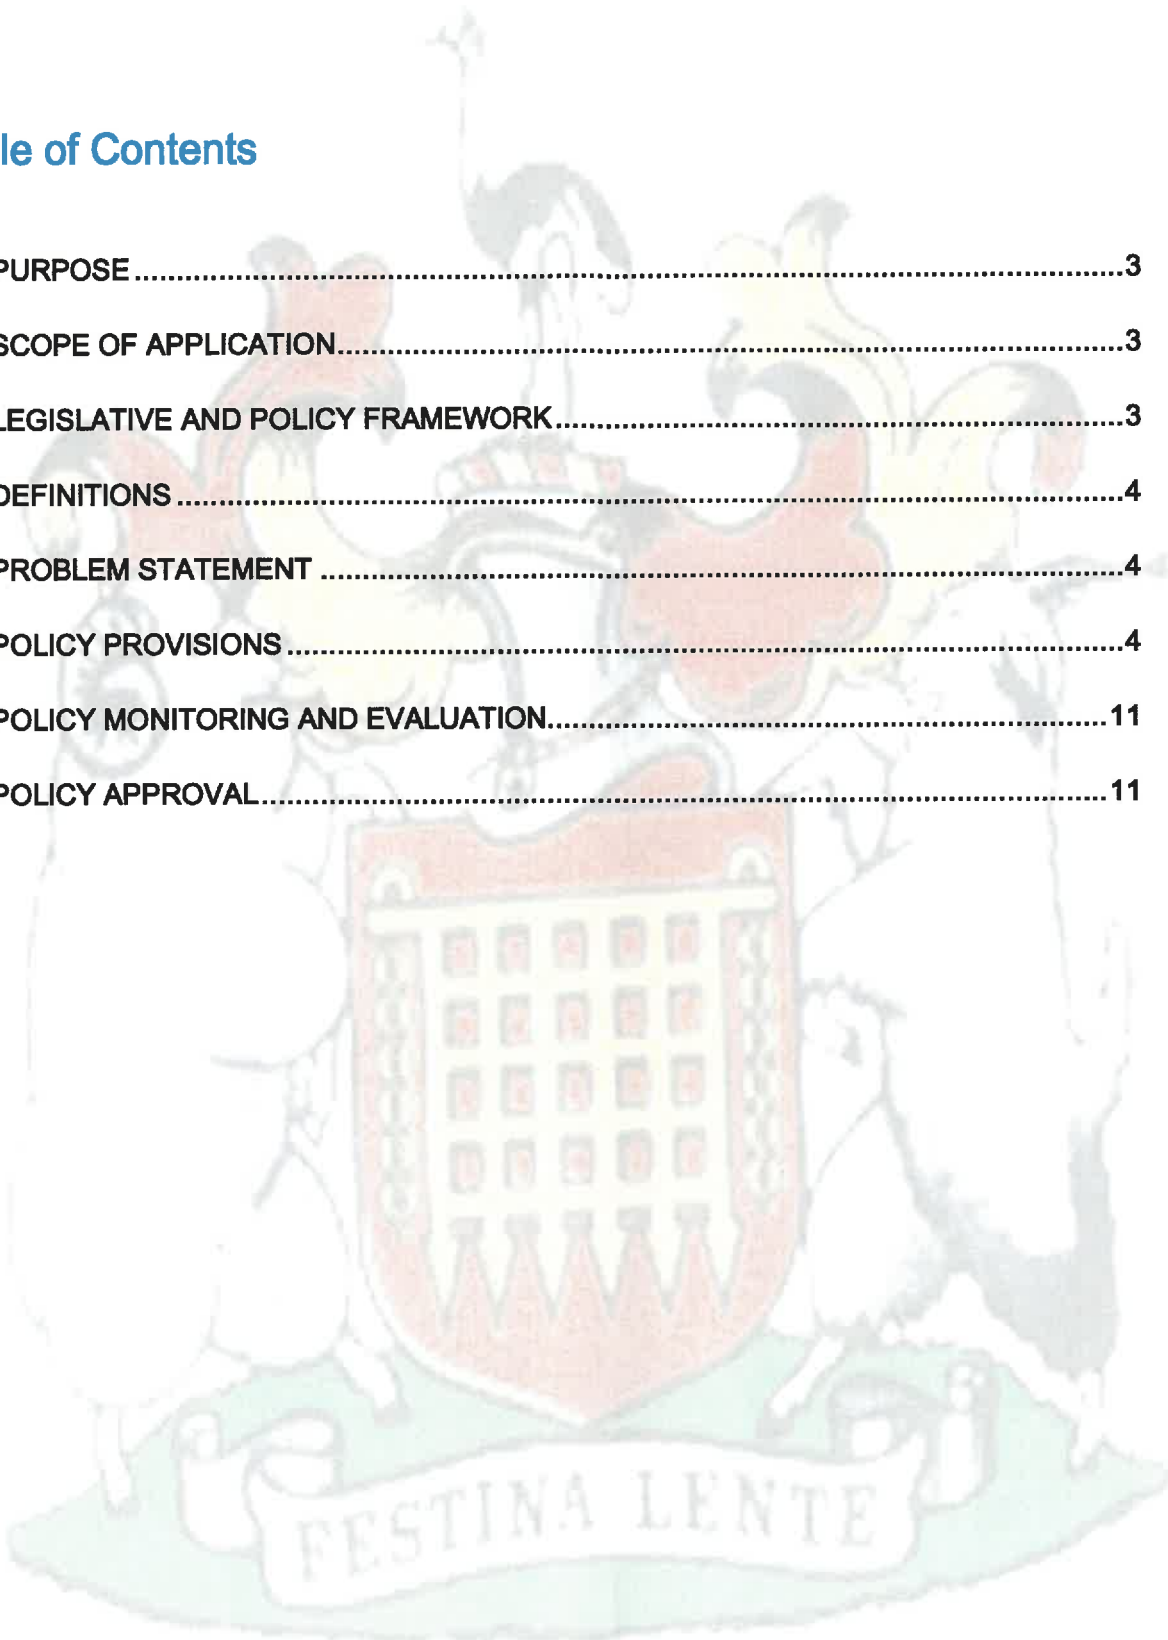 le of Contents
PURPOSE..........3
SCOPE OF APPLICATION..........3
LEGISLATIVE AND POLICY FRAMEWORK..........3
DEFINITIONS..........4
PROBLEM STATEMENT..........4
POLICY PROVISIONS..........4
POLICY MONITORING AND EVALUATION..........11
POLICY APPROVAL..........11
FESTINA LENTE